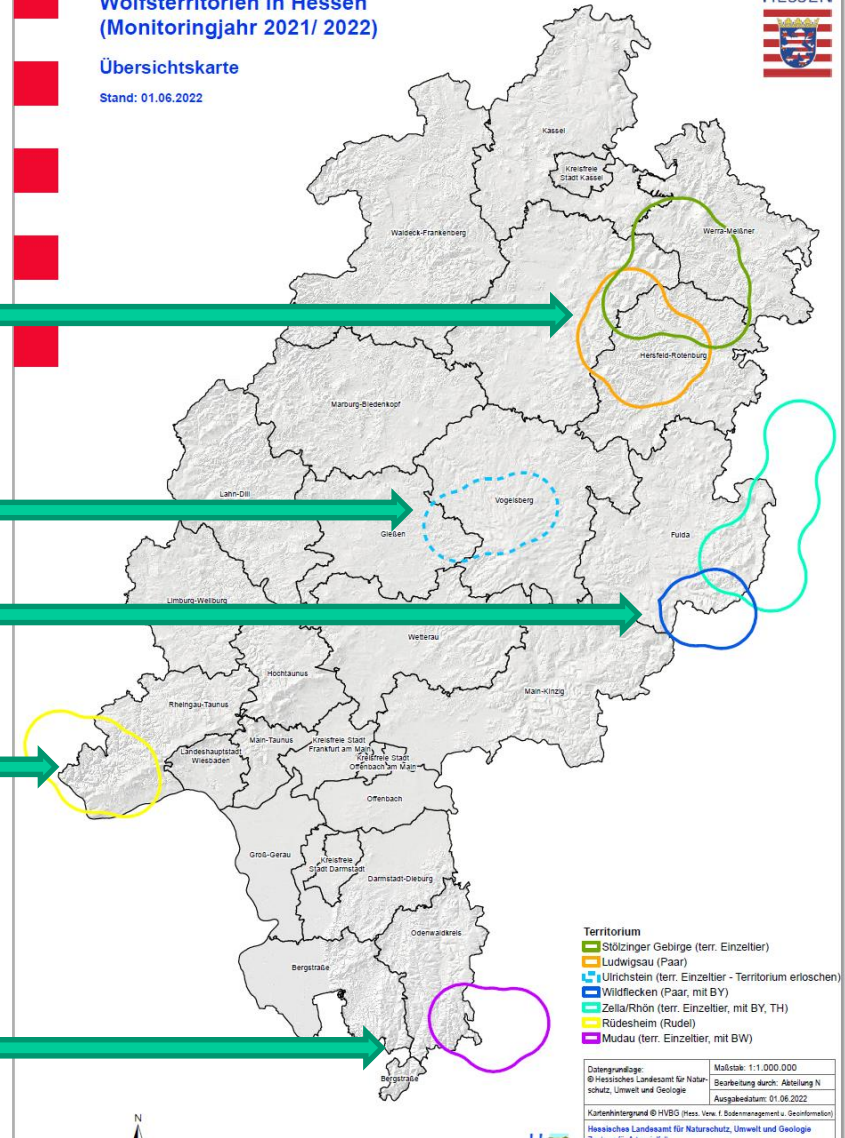 Wolfsterritorien in Hessen
(Monitoringjahr 2021/ 2022)
Übersichtskarte
Stand: 01.06.2022
HESSEN
Kassel
Kreisfreie
Stadt Kassel
Waldeck-Frankenberg
Werra-Meißner
Hersfeld-Rotenburg
Marburg-Biedenkopf
Lahn-Dill
Vogelsberg
Gießen
Fulda
Limburg-Weilburg
Wetterau
Hochtaunus
Main-Kinzig
Rheingau-Taunus
Main-Taunus
Kreisfreie Stadt
Frankfurt am Main
Landeshauptstadt
Wiesbaden
Kreisfreie Stadt
Offenbach am Main
Offenbach
Groß-Gerau
Kreisfreie
Stadt Darmstadt
Darmstadt-Dieburg
Odenwaldkreis
Bergstraße
Bergstraße
Territorium
Stölzinger Gebirge (terr. Einzeltier)
Ludwigsau (Paar)
Ulrichstein (terr. Einzeltier - Territorium erloschen)
Wildflecken (Paar, mit BY)
Zella/Rhön (terr. Einzeltier, mit BY, TH)
Rüdesheim (Rudel)
Mudau (terr. Einzeltier, mit BW)
Datengrundlage:
© Hessisches Landesamt für Natur-
schutz, Umwelt und Geologie
Maßstab: 1:1.000.000
Bearbeitung durch: Abteilung N
Ausgabedatum: 01.06.2022
Kartenhintergrund © HVBG (Hess. Verw. f. Bodenmanagement u. Geoinformation)
Hessisches Landesamt für Naturschutz, Umwelt und Geologie
N